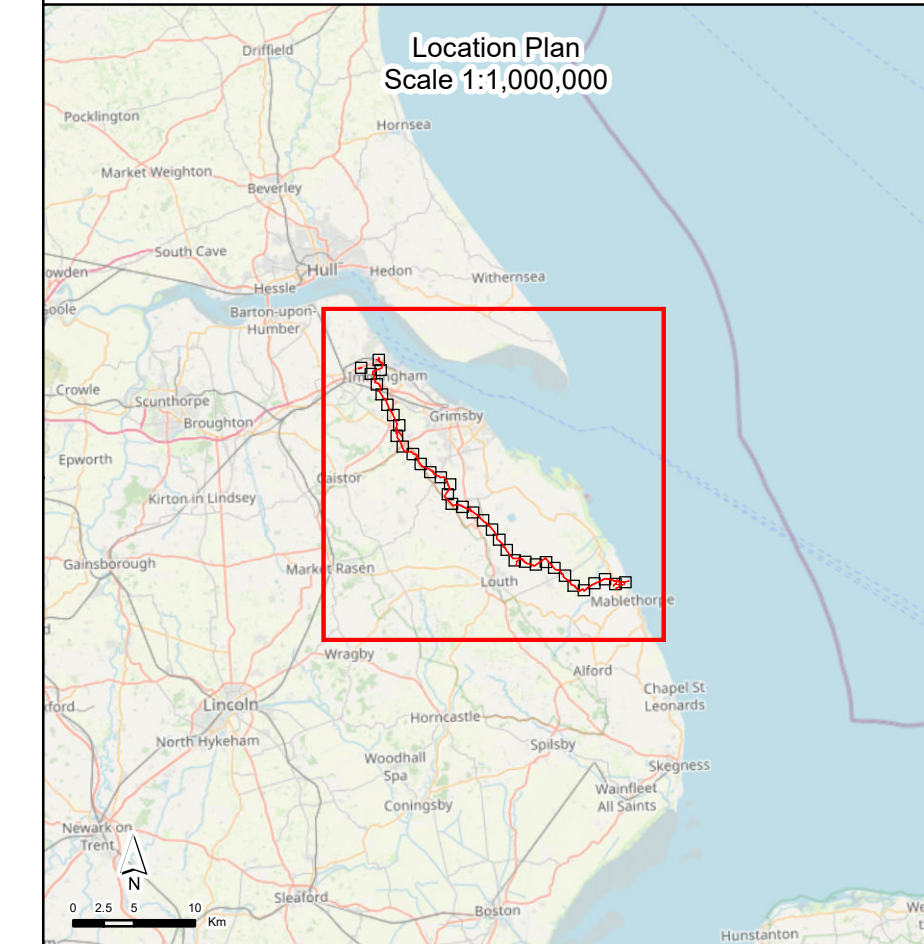 Location Plan
Scale 1:1,000,000
Driffield
Pocklington
Hornsea
Market Weighton
Beverley
South Cave
owden
Hull
Hedon
Withernsea
Hessle
oole
Barton-upon-
Humber
Immingham
Crowle
Scunthorpe
Broughton
Grimsby
Epworth
Caistor
Kirton in Lindsey
Gainsborough
Market Rasen
Louth
Mablethorpe
Wragby
Alford
Chapel St
Leonards
xford
Lincoln
Horncastle
North Hykeham
Spilsby
Woodhall
Spa
Skegness
Wainfleet
All Saints
Coningsby
Newark on
Trent
N
0 2.5 5 10
Km
Sleaford
Boston
We
Hunstanton